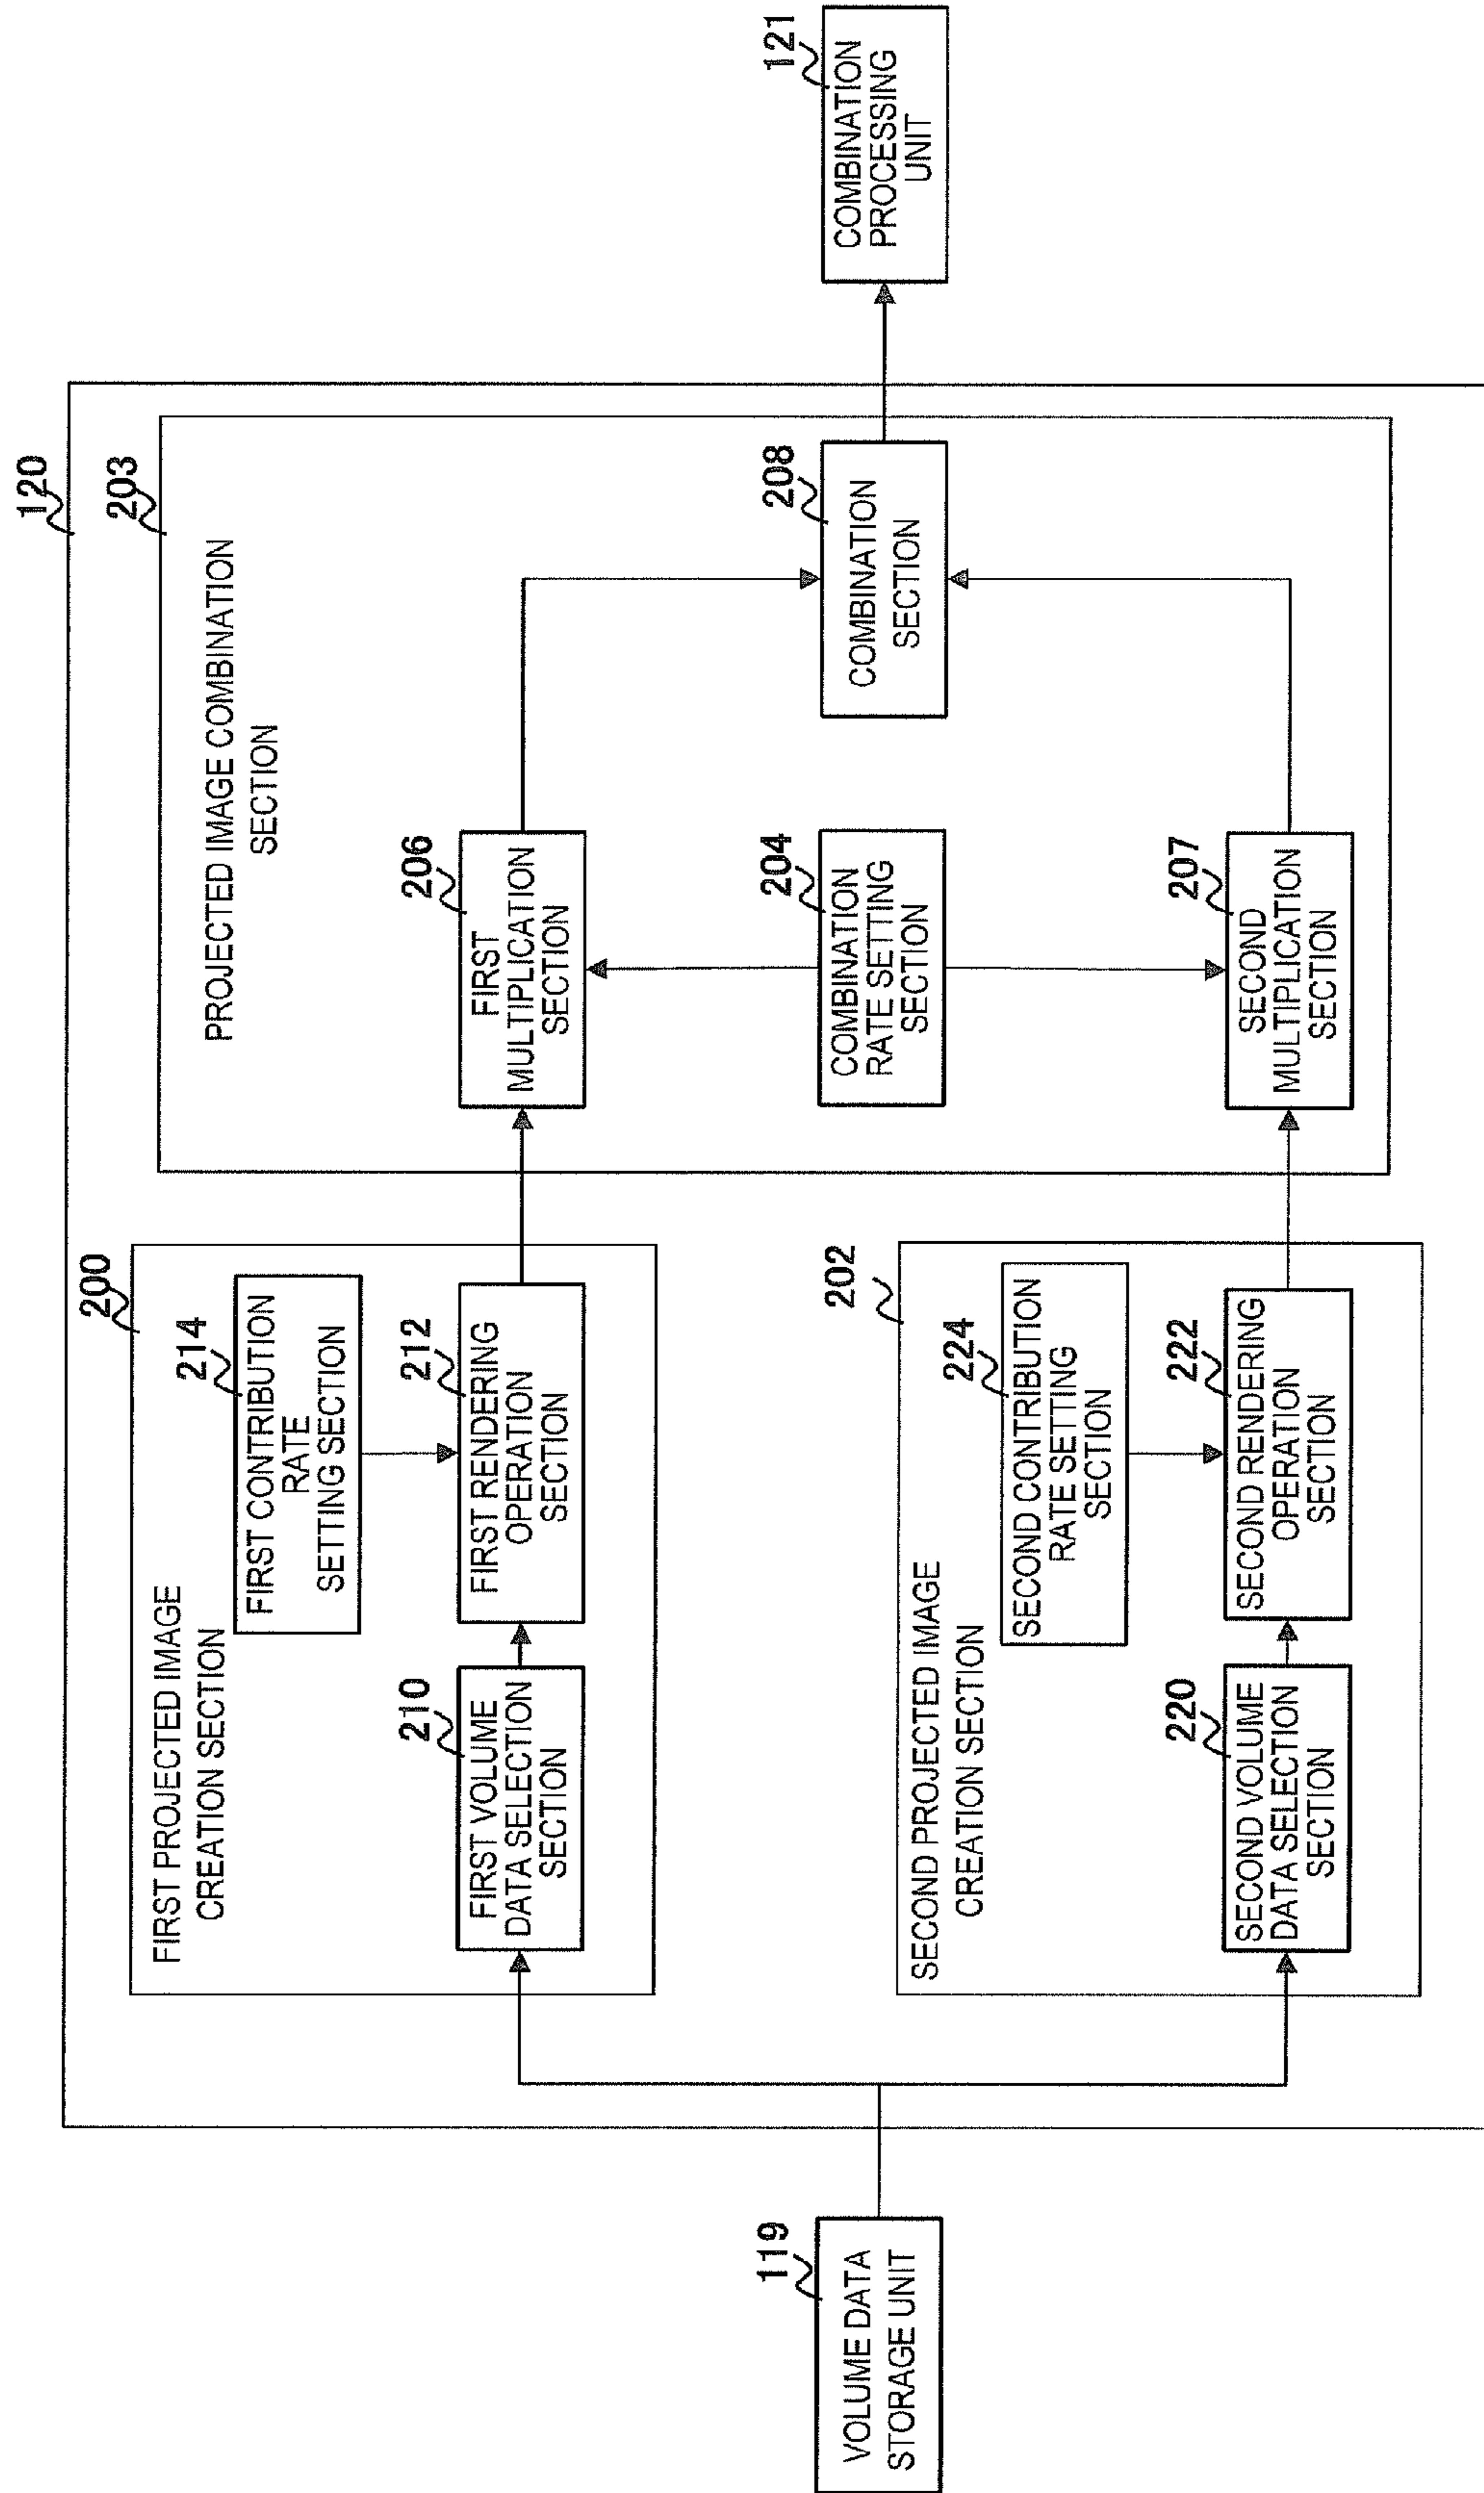 119
VOLUME DATA
STORAGE UNIT
120
200
FIRST PROJECTED IMAGE
CREATION SECTION
214
FIRST CONTRIBUTION
RATE
SETTING SECTION
210
FIRST VOLUME
DATA SELECTION
SECTION
212
FIRST RENDERING
OPERATION
SECTION
202
SECOND PROJECTED IMAGE
CREATION SECTION
224
SECOND CONTRIBUTION
RATE SETTING
SECTION
220
SECOND VOLUME
DATA SELECTION
SECTION
222
SECOND RENDERING
OPERATION
SECTION
203
PROJECTED IMAGE COMBINATION
SECTION
206
FIRST
MULTIPLICATION
SECTION
204
COMBINATION
RATE SETTING
SECTION
207
SECOND
MULTIPLICATION
SECTION
208
COMBINATION
SECTION
121
COMBINATION
PROCESSING
UNIT